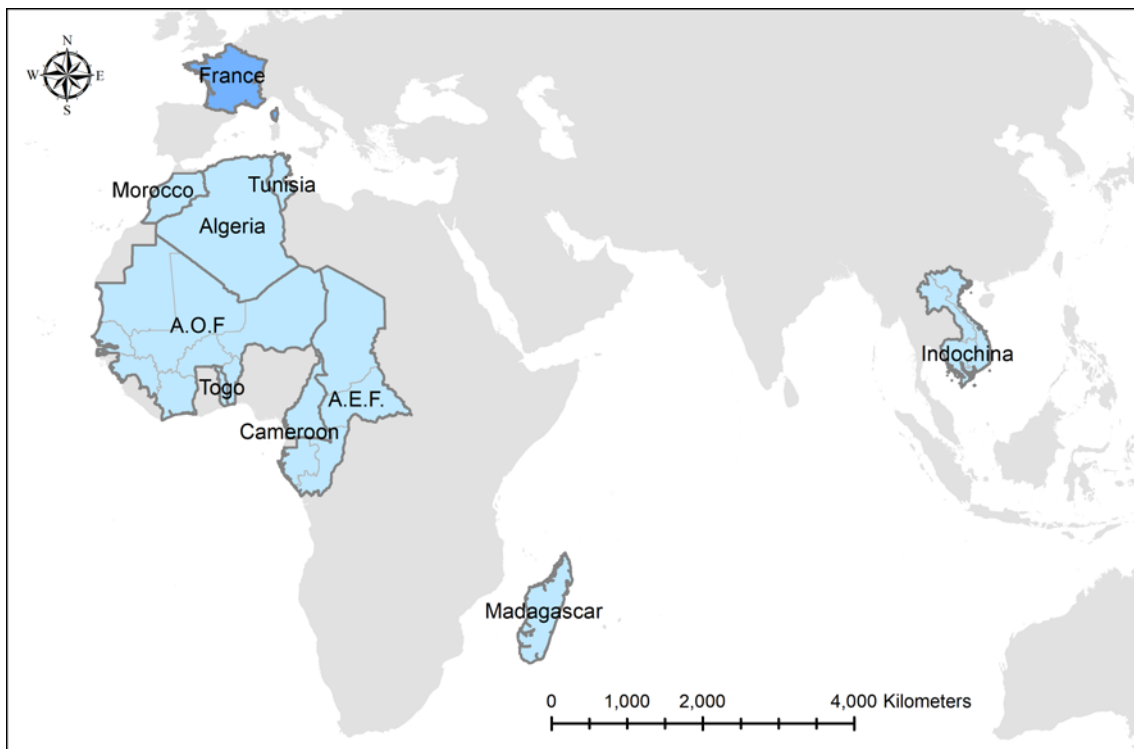 N
W E
S
France
Morocco
Tunisia
Algeria
A.O.F
Togo
A.E.F.
Cameroon
Indochina
Madagascar
0 1,000 2,000 4,000 Kilometers